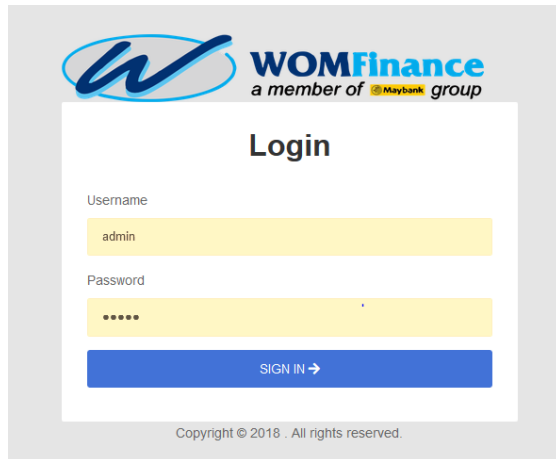 WOMFinance
a member of Maybank group
Login
Username
admin
Password
•••••
SIGN IN →
Copyright © 2018 . All rights reserved.